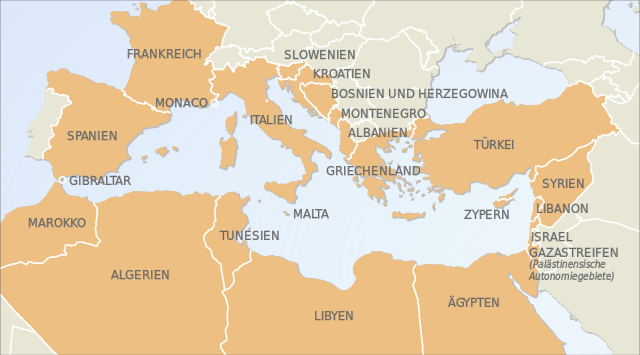 FRANKREICH
SLOWENIEN
KROATIEN
BOSNIEN UND HERZEGOWINA
MONACO
MONTENEGRO
ITALIEN
ALBANIEN
SPANIEN
TÜRKEI
GRIECHENLAND
GIBRALTAR
SYRIEN
LIBANON
MALTA
ZYPERN
MAROKKO
TUNESIEN
ISRAEL
GAZASTREIFEN
(Palästinensische
Autonomiegebiete)
ALGERIEN
ÄGYPTEN
LIBYEN